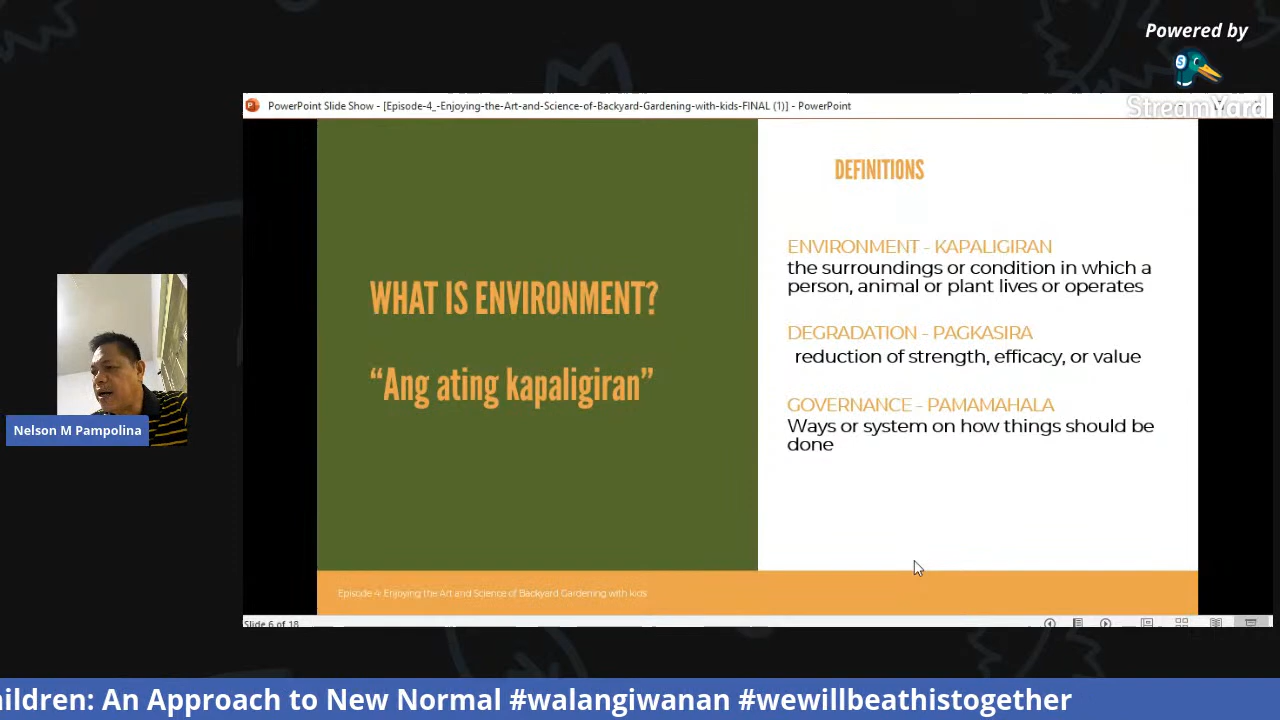 Powered by
StreamYard
PowerPoint Slide Show - [Episode-4_-Enjoying-the-Art-and-Science-of-Backyard-Gardening-with-kids-FINAL (1)] - PowerPoint
WHAT IS ENVIRONMENT?
“Ang ating kapaligiran”
DEFINITIONS
ENVIRONMENT - KAPALIGIRAN
the surroundings or condition in which a
person, animal or plant lives or operates
DEGRADATION - PAGKASIRA
reduction of strength, efficacy, or value
GOVERNANCE - PAMAMAHALA
Ways or system on how things should be
done
Episode 4: Enjoying the Art and Science of Backyard Gardening with kids
Slide 6 of 18
Nelson M Pampolina
ildren: An Approach to New Normal #walangiwanan #wewillbeathistogether